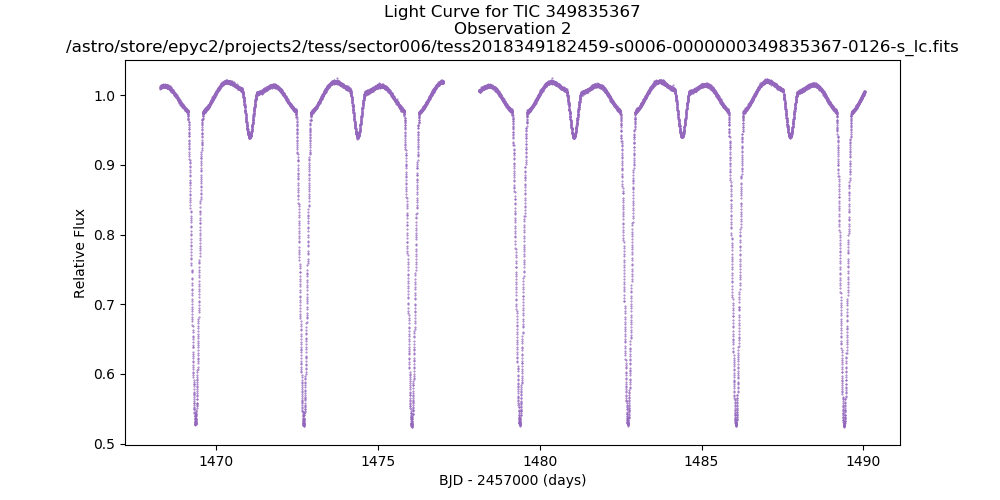 Light Curve for TIC 349835367
Observation 2
/astro/store/epyc2/projects2/tess/sector006/tess2018349182459-s0006-0000000349835367-0126-s_lc.fits
1.0
0.9
0.8
0.7
0.6
0.5
Relative Flux
1470
1475
1480
1485
1490
BJD - 2457000 (days)